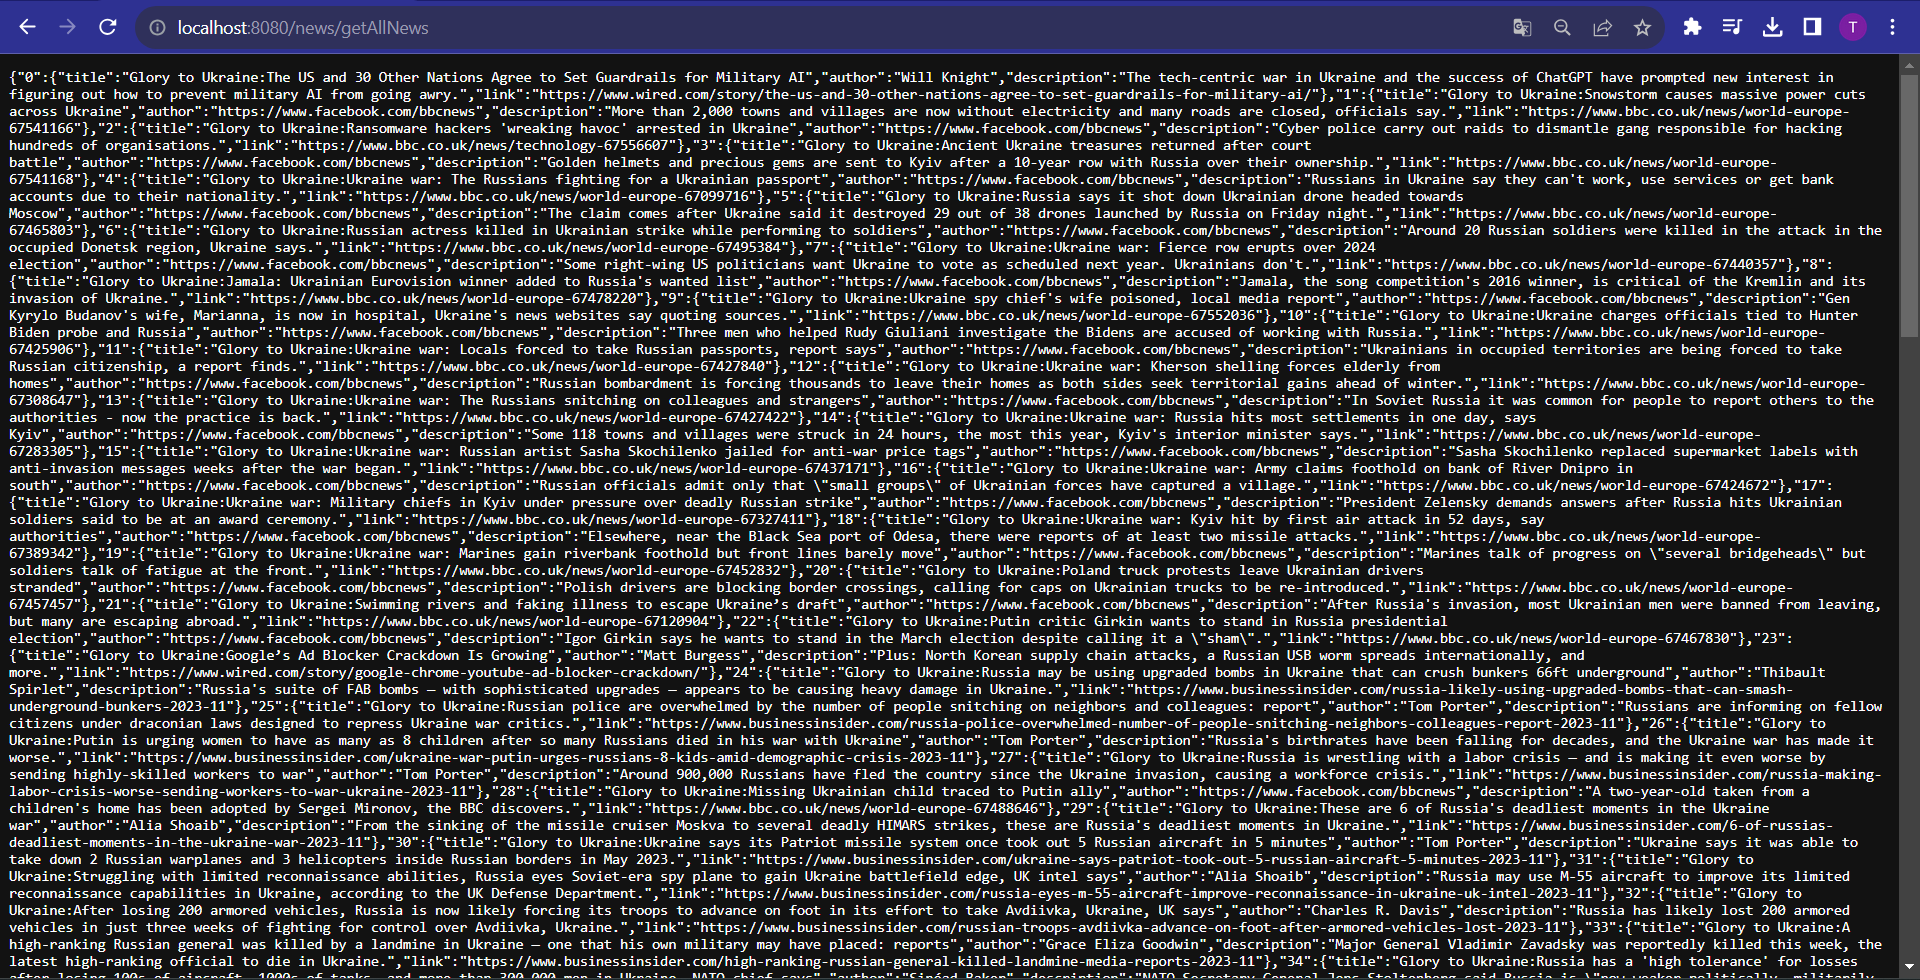 localhost:8080/news/getAllNews
T
{"0":{"title":"Glory to Ukraine:The US and 30 Other Nations Agree to Set Guardrails for Military AI","author":"Will Knight","description":"The tech-centric war in Ukraine and the success of ChatGPT have prompted new interest in
figuring out how to prevent military AI from going awry.","link":"https://www.wired.com/story/the-us-and-30-other-nations-agree-to-set-guardrails-for-military-ai/"},"1":{"title":"Glory to Ukraine:Snowstorm causes massive power cuts
across Ukraine","author":"https://www.facebook.com/bbcnews","description":"More than 2,000 towns and villages are now without electricity and many roads are closed, officials say.","link":"https://www.bbc.co.uk/news/world-europe-
67541166"},"2":{"title":"Glory to Ukraine:Ransomware hackers 'wreaking havoc' arrested in Ukraine","author":"https://www.facebook.com/bbcnews","description":"Cyber police carry out raids to dismantle gang responsible for hacking
hundreds of organisations.","link":"https://www.bbc.co.uk/news/technology-67556607"},"3":{"title":"Glory to Ukraine:Ancient Ukraine treasures returned after court
battle","author":"https://www.facebook.com/bbcnews","description":"Golden helmets and precious gems are sent to Kyiv after a 10-year row with Russia over their ownership.","link":"https://www.bbc.co.uk/news/world-europe-
67541168"},"4":{"title":"Glory to Ukraine:Ukraine war: The Russians fighting for a Ukrainian passport","author":"https://www.facebook.com/bbcnews","description":"Russians in Ukraine say they can't work, use services or get bank
accounts due to their nationality.","link":"https://www.bbc.co.uk/news/world-europe-67099716"},"5":{"title":"Glory to Ukraine:Russia says it shot down Ukrainian drone headed towards
Moscow","author":"https://www.facebook.com/bbcnews","description":"The claim comes after Ukraine said it destroyed 29 out of 38 drones launched by Russia on Friday night.","link":"https://www.bbc.co.uk/news/world-europe-
67465803"},"6":{"title":"Glory to Ukraine:Russian actress killed in Ukrainian strike while performing to soldiers","author":"https://www.facebook.com/bbcnews","description":"Around 20 Russian soldiers were killed in the attack in the
occupied Donetsk region, Ukraine says.","link":"https://www.bbc.co.uk/news/world-europe-67495384"},"7":{"title":"Glory to Ukraine:Ukraine war: Fierce row erupts over 2024
election","author":"https://www.facebook.com/bbcnews","description":"Some right-wing US politicians want Ukraine to vote as scheduled next year. Ukrainians don't.","link":"https://www.bbc.co.uk/news/world-europe-67440357"},"8":
{"title":"Glory to Ukraine:Jamala: Ukrainian Eurovision winner added to Russia's wanted list","author":"https://www.facebook.com/bbcnews","description":"Jamala, the song competition's 2016 winner, is critical of the Kremlin and its
invasion of Ukraine.","link":"https://www.bbc.co.uk/news/world-europe-67478220"},"9":{"title":"Glory to Ukraine:Ukraine spy chief's wife poisoned, local media report","author":"https://www.facebook.com/bbcnews","description":"Gen
Kyrylo Budanov's wife, Marianna, is now in hospital, Ukraine's news websites say quoting sources.","link":"https://www.bbc.co.uk/news/world-europe-67552036"},"10":{"title":"Glory to Ukraine:Ukraine charges officials tied to Hunter
Biden probe and Russia","author":"https://www.facebook.com/bbcnews","description":"Three men who helped Rudy Giuliani investigate the Bidens are accused of working with Russia.","link":"https://www.bbc.co.uk/news/world-europe-
67425906"},"11":{"title":"Glory to Ukraine:Ukraine war: Locals forced to take Russian passports, report says","author":"https://www.facebook.com/bbcnews","description":"Ukrainians in occupied territories are being forced to take
Russian citizenship, a report finds.","link":"https://www.bbc.co.uk/news/world-europe-67427840"},"12":{"title":"Glory to Ukraine:Ukraine war: Kherson shelling forces elderly from
homes","author":"https://www.facebook.com/bbcnews","description":"Russian bombardment is forcing thousands to leave their homes as both sides seek territorial gains ahead of winter.","link":"https://www.bbc.co.uk/news/world-europe-
67308647"},"13":{"title":"Glory to Ukraine:Ukraine war: The Russians snitching on colleagues and strangers","author":"https://www.facebook.com/bbcnews","description":"In Soviet Russia it was common for people to report others to the
authorities - now the practice is back.","link":"https://www.bbc.co.uk/news/world-europe-67427422"},"14":{"title":"Glory to Ukraine:Ukraine war: Russia hits most settlements in one day, says
Kyiv","author":"https://www.facebook.com/bbcnews","description":"Some 118 towns and villages were struck in 24 hours, the most this year, Kyiv's interior minister says.","link":"https://www.bbc.co.uk/news/world-europe-
67283305"},"15":{"title":"Glory to Ukraine:Ukraine war: Russian artist Sasha Skochilenko jailed for anti-war price tags","author":"https://www.facebook.com/bbcnews","description":"Sasha Skochilenko replaced supermarket labels with
anti-invasion messages weeks after the war began.","link":"https://www.bbc.co.uk/news/world-europe-67437171"},"16":{"title":"Glory to Ukraine:Ukraine war: Army claims foothold on bank of River Dnipro in
south","author":"https://www.facebook.com/bbcnews","description":"Russian officials admit only that \"small groups\" of Ukrainian forces have captured a village.","link":"https://www.bbc.co.uk/news/world-europe-67424672"},"17":
{"title":"Glory to Ukraine:Ukraine war: Military chiefs in Kyiv under pressure over deadly Russian strike","author":"https://www.facebook.com/bbcnews","description":"President Zelensky demands answers after Russia hits Ukrainian
soldiers said to be at an award ceremony.","link":"https://www.bbc.co.uk/news/world-europe-67327411"},"18":{"title":"Glory to Ukraine:Ukraine war: Kyiv hit by first air attack in 52 days, say
authorities","author":"https://www.facebook.com/bbcnews","description":"Elsewhere, near the Black Sea port of Odesa, there were reports of at least two missile attacks.","link":"https://www.bbc.co.uk/news/world-europe-
67389342"},"19":{"title":"Glory to Ukraine:Ukraine war: Marines gain riverbank foothold but front lines barely move","author":"https://www.facebook.com/bbcnews","description":"Marines talk of progress on \"several bridgeheads\" but
soldiers talk of fatigue at the front.","link":"https://www.bbc.co.uk/news/world-europe-67452832"},"20":{"title":"Glory to Ukraine:Poland truck protests leave Ukrainian drivers
stranded","author":"https://www.facebook.com/bbcnews","description":"Polish drivers are blocking border crossings, calling for caps on Ukrainian trucks to be re-introduced.","link":"https://www.bbc.co.uk/news/world-europe-
67457457"},"21":{"title":"Glory to Ukraine:Swimming rivers and faking illness to escape Ukraine’s draft","author":"https://www.facebook.com/bbcnews","description":"After Russia's invasion, most Ukrainian men were banned from leaving,
but many are escaping abroad.","link":"https://www.bbc.co.uk/news/world-europe-67120904"},"22":{"title":"Glory to Ukraine:Putin critic Girkin wants to stand in Russia presidential
election","author":"https://www.facebook.com/bbcnews","description":"Igor Girkin says he wants to stand in the March election despite calling it a \"sham\".","link":"https://www.bbc.co.uk/news/world-europe-67467830"},"23":
{"title":"Glory to Ukraine:Google’s Ad Blocker Crackdown Is Growing","author":"Matt Burgess","description":"Plus: North Korean supply chain attacks, a Russian USB worm spreads internationally, and
more.","link":"https://www.wired.com/story/google-chrome-youtube-ad-blocker-crackdown/"},"24":{"title":"Glory to Ukraine:Russia may be using upgraded bombs in Ukraine that can crush bunkers 66ft underground","author":"Thibault
Spirlet","description":"Russia's suite of FAB bombs — with sophisticated upgrades — appears to be causing heavy damage in Ukraine.","link":"https://www.businessinsider.com/russia-likely-using-upgraded-bombs-that-can-smash-
underground-bunkers-2023-11"},"25":{"title":"Glory to Ukraine:Russian police are overwhelmed by the number of people snitching on neighbors and colleagues: report","author":"Tom Porter","description":"Russians are informing on fellow
citizens under draconian laws designed to repress Ukraine war critics.","link":"https://www.businessinsider.com/russia-police-overwhelmed-number-of-people-snitching-neighbors-colleagues-report-2023-11"},"26":{"title":"Glory to
Ukraine:Putin is urging women to have as many as 8 children after so many Russians died in his war with Ukraine","author":"Tom Porter","description":"Russia's birthrates have been falling for decades, and the Ukraine war has made it
worse.","link":"https://www.businessinsider.com/ukraine-war-putin-urges-russians-8-kids-amid-demographic-crisis-2023-11"},"27":{"title":"Glory to Ukraine:Russia is wrestling with a labor crisis — and is making it even worse by
sending highly-skilled workers to war","author":"Tom Porter","description":"Around 900,000 Russians have fled the country since the Ukraine invasion, causing a workforce crisis.","link":"https://www.businessinsider.com/russia-making-
labor-crisis-worse-sending-workers-to-war-ukraine-2023-11"},"28":{"title":"Glory to Ukraine:Missing Ukrainian child traced to Putin ally","author":"https://www.facebook.com/bbcnews","description":"A two-year-old taken from a
children's home has been adopted by Sergei Mironov, the BBC discovers.","link":"https://www.bbc.co.uk/news/world-europe-67488646"},"29":{"title":"Glory to Ukraine:These are 6 of Russia's deadliest moments in the Ukraine
war","author":"Alia Shoaib","description":"From the sinking of the missile cruiser Moskva to several deadly HIMARS strikes, these are Russia's deadliest moments in Ukraine.","link":"https://www.businessinsider.com/6-of-russias-
deadliest-moments-in-the-ukraine-war-2023-11"},"30":{"title":"Glory to Ukraine:Ukraine says its Patriot missile system once took out 5 Russian aircraft in 5 minutes","author":"Tom Porter","description":"Ukraine says it was able to
take down 2 Russian warplanes and 3 helicopters inside Russian borders in May 2023.","link":"https://www.businessinsider.com/ukraine-says-patriot-took-out-5-russian-aircraft-5-minutes-2023-11"},"31":{"title":"Glory to
Ukraine:Struggling with limited reconnaissance abilities, Russia eyes Soviet-era spy plane to gain Ukraine battlefield edge, UK intel says","author":"Alia Shoaib","description":"Russia may use M-55 aircraft to improve its limited
reconnaissance capabilities in Ukraine, according to the UK Defense Department.","link":"https://www.businessinsider.com/russia-eyes-m-55-aircraft-improve-reconnaissance-in-ukraine-uk-intel-2023-11"},"32":{"title":"Glory to
Ukraine:After losing 200 armored vehicles, Russia is now likely forcing its troops to advance on foot in its effort to take Avdiivka, Ukraine, UK says","author":"Charles R. Davis","description":"Russia has likely lost 200 armored
vehicles in just three weeks of fighting for control over Avdiivka, Ukraine.","link":"https://www.businessinsider.com/russian-troops-avdiivka-advance-on-foot-after-armored-vehicles-lost-2023-11"},"33":{"title":"Glory to Ukraine:A
high-ranking Russian general was killed by a landmine in Ukraine — one that his own military may have placed: reports","author":"Grace Eliza Goodwin","description":"Major General Vladimir Zavadsky was reportedly killed this week, the
latest high-ranking official to die in Ukraine.","link":"https://www.businessinsider.com/high-ranking-russian-general-killed-landmine-media-reports-2023-11"},"34":{"title":"Glory to Ukraine:Russia has a 'high tolerance' for losses
after losing 100s of aircraft, 1000s of tanks, and more than 300,000 men in Ukraine, NATO chief says","author":"Sinéad Baker","description":"NATO Secretary General Jens Stoltenberg said Russia is \"now weaker politically, militarily,